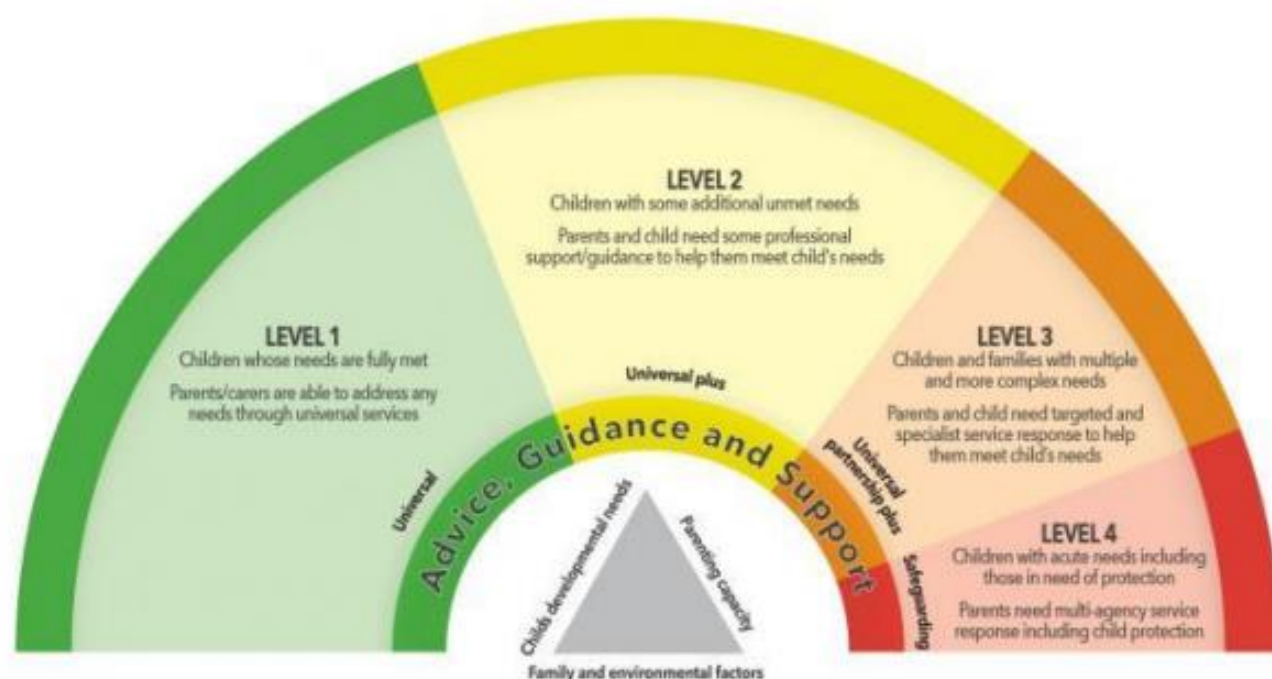 LEVEL 1
Children whose needs are fully met
Parents/carers are able to address any
needs through universal services
Universal
LEVEL 2
Children with some additional unmet needs
Parents and child need some professional
support/guidance to help them meet child's needs
Universal plus
LEVEL 3
Children and families with multiple
and more complex needs
Parents and child need targeted and
specialist service response to help
them meet child's needs
Universal
partnership plus
LEVEL 4
Children with acute needs including
those in need of protection
Parents need multi-agency service
response including child protection
Safeguarding
Advice, Guidance and Support
Childs developmental needs
Parenting capacity
Family and environmental factors